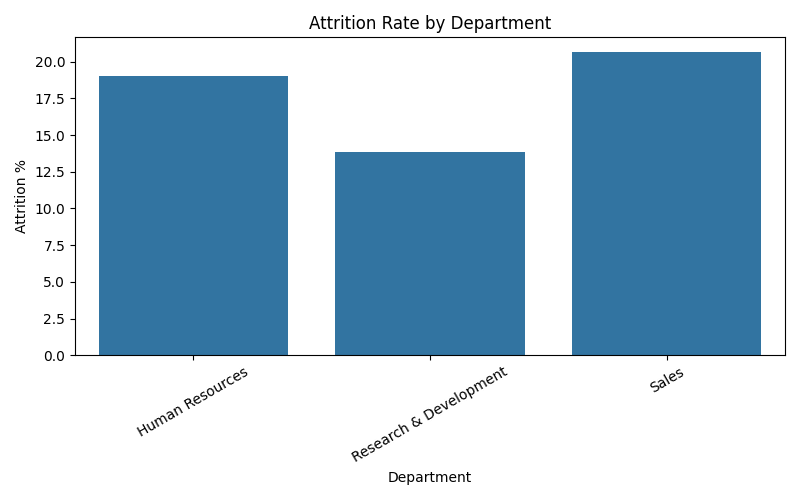 Attrition Rate by Department
Attrition %
20.0
17.5
15.0
12.5
10.0
7.5
5.0
2.5
0.0
Human Resources
Research & Development
Sales
Department